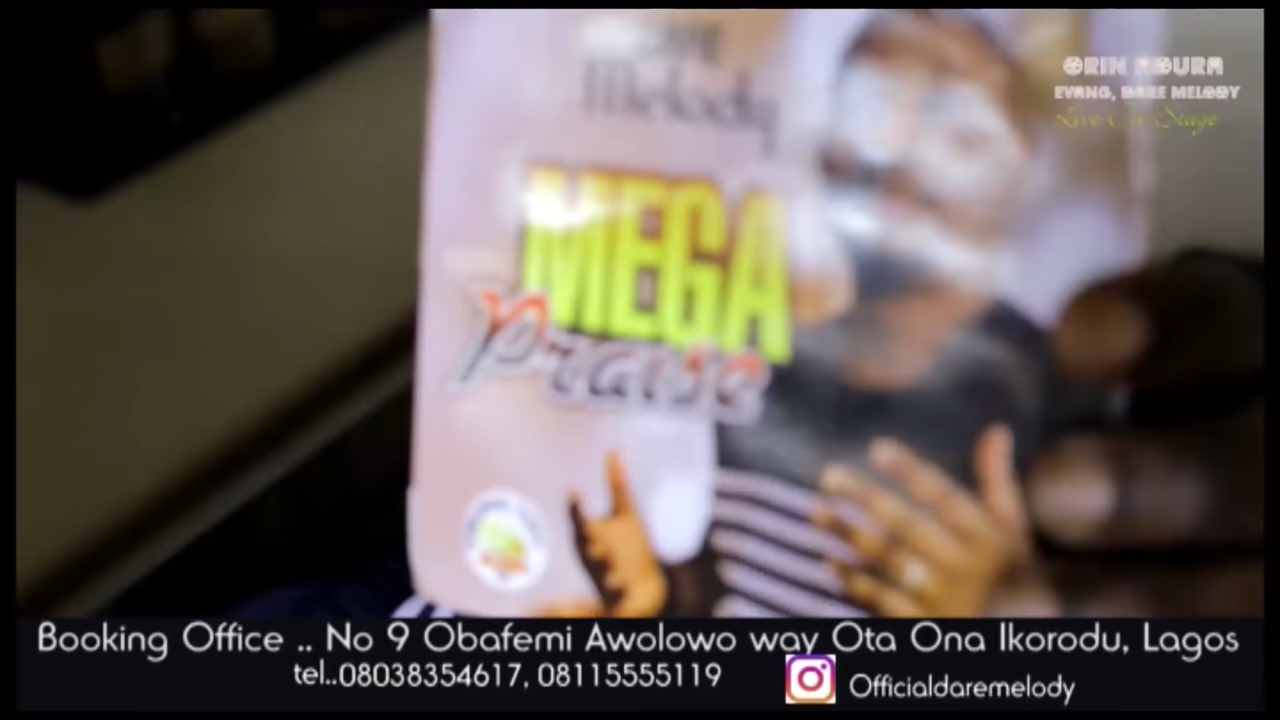 ORIN ADURA
EVANG, DARE MELODY
Live On Stage
Melody
MEGA
Praise
Booking Office .. No 9 Obafemi Awolowo way Ota Ona Ikorodu, Lagos
tel..08038354617, 08115555119
Officialdaremelody